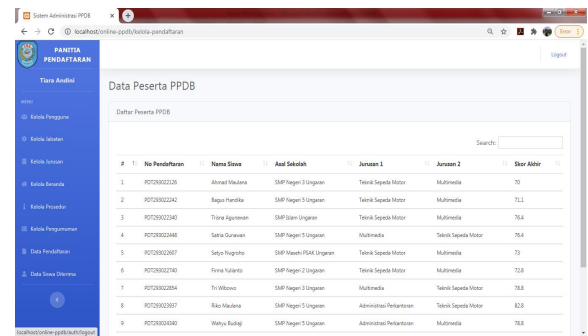 Sistem Administrasi PPDB
localhost/online-ppdb/kelola-pendaftaran
Error
PANITIA
PENDAFTARAN
Logout
Tiara Andini
MENU
Kelola Pengguna
Kelola Jabatan
Kelola Jurusan
Kelola Beranda
Kelola Prosedur
Kelola Pengumuman
Data Pendaftaran
Data Siswa Diterima
Data Peserta PPDB
Daftar Peserta PPDB
Search:
# No Pendaftaran Nama Siswa Asal Sekolah Jurusan 1 Jurusan 2 Skor Akhir
1 PDT293022126 Ahmad Maulana SMP Negeri 3 Ungaran Teknik Sepeda Motor Multimedia 70
2 PDT293022242 Bagus Handika SMP Negeri 5 Ungaran Teknik Sepeda Motor Multimedia 71.1
3 PDT293022340 Trisna Agunawan SMP Islam Ungaran Teknik Sepeda Motor Multimedia 76.4
4 PDT293022448 Satria Gunawan SMP Negeri 5 Ungaran Multimedia Teknik Sepeda Motor 76.4
5 PDT293022607 Setyo Nugroho SMP Masehi PSAK Ungaran Teknik Sepeda Motor Multimedia 73
6 PDT293022740 Firma Yulianto SMP Negeri 2 Ungaran Teknik Sepeda Motor Multimedia 72.8
7 PDT293022854 Tri Wibowo SMP Negeri 3 Ungaran Multimedia Teknik Sepeda Motor 78.8
8 PDT293023937 Riko Maulana SMP Negeri 5 Ungaran Administrasi Perkantoran Administrasi Perkantoran 82.8
9 PDT293024340 Wahyu Budiaji SMP Negeri 5 Ungaran Administrasi Perkantoran Multimedia 78.8
localhost/online-ppdb/auth/logout